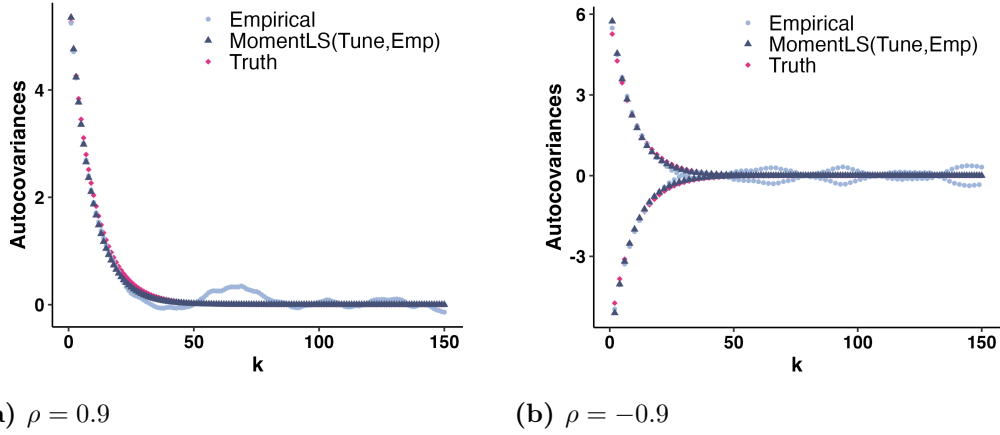 Empirical
MomentLS(Tune,Emp)
Truth
4
2
0
Autocovariances
0
50
100
150
k
) ρ = 0.9
Empirical
MomentLS(Tune,Emp)
Truth
6
3
0
-3
Autocovariances
0
50
100
150
k
(b) ρ = −0.9